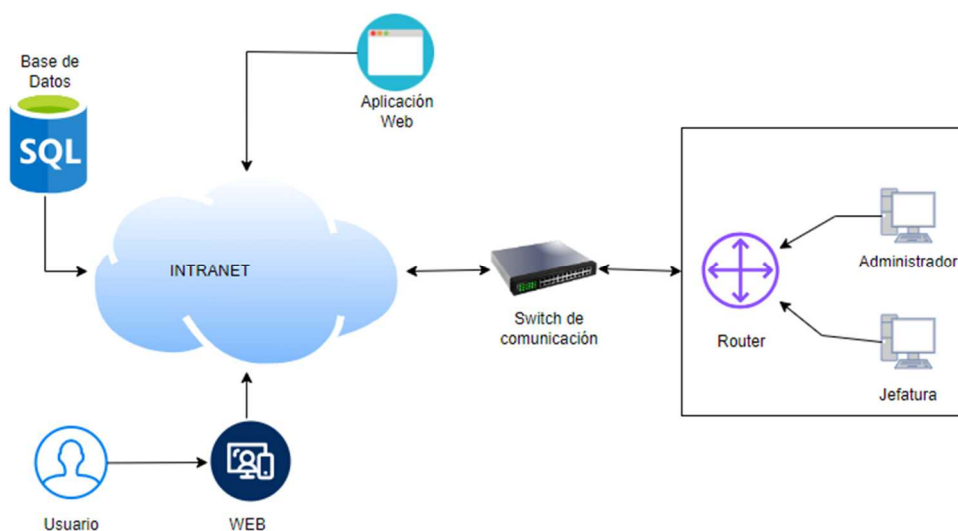 Base de
Datos
SQL
Aplicación
Web
INTRANET
Switch de
comunicación
Router
Administrador
Jefatura
Usuario
WEB